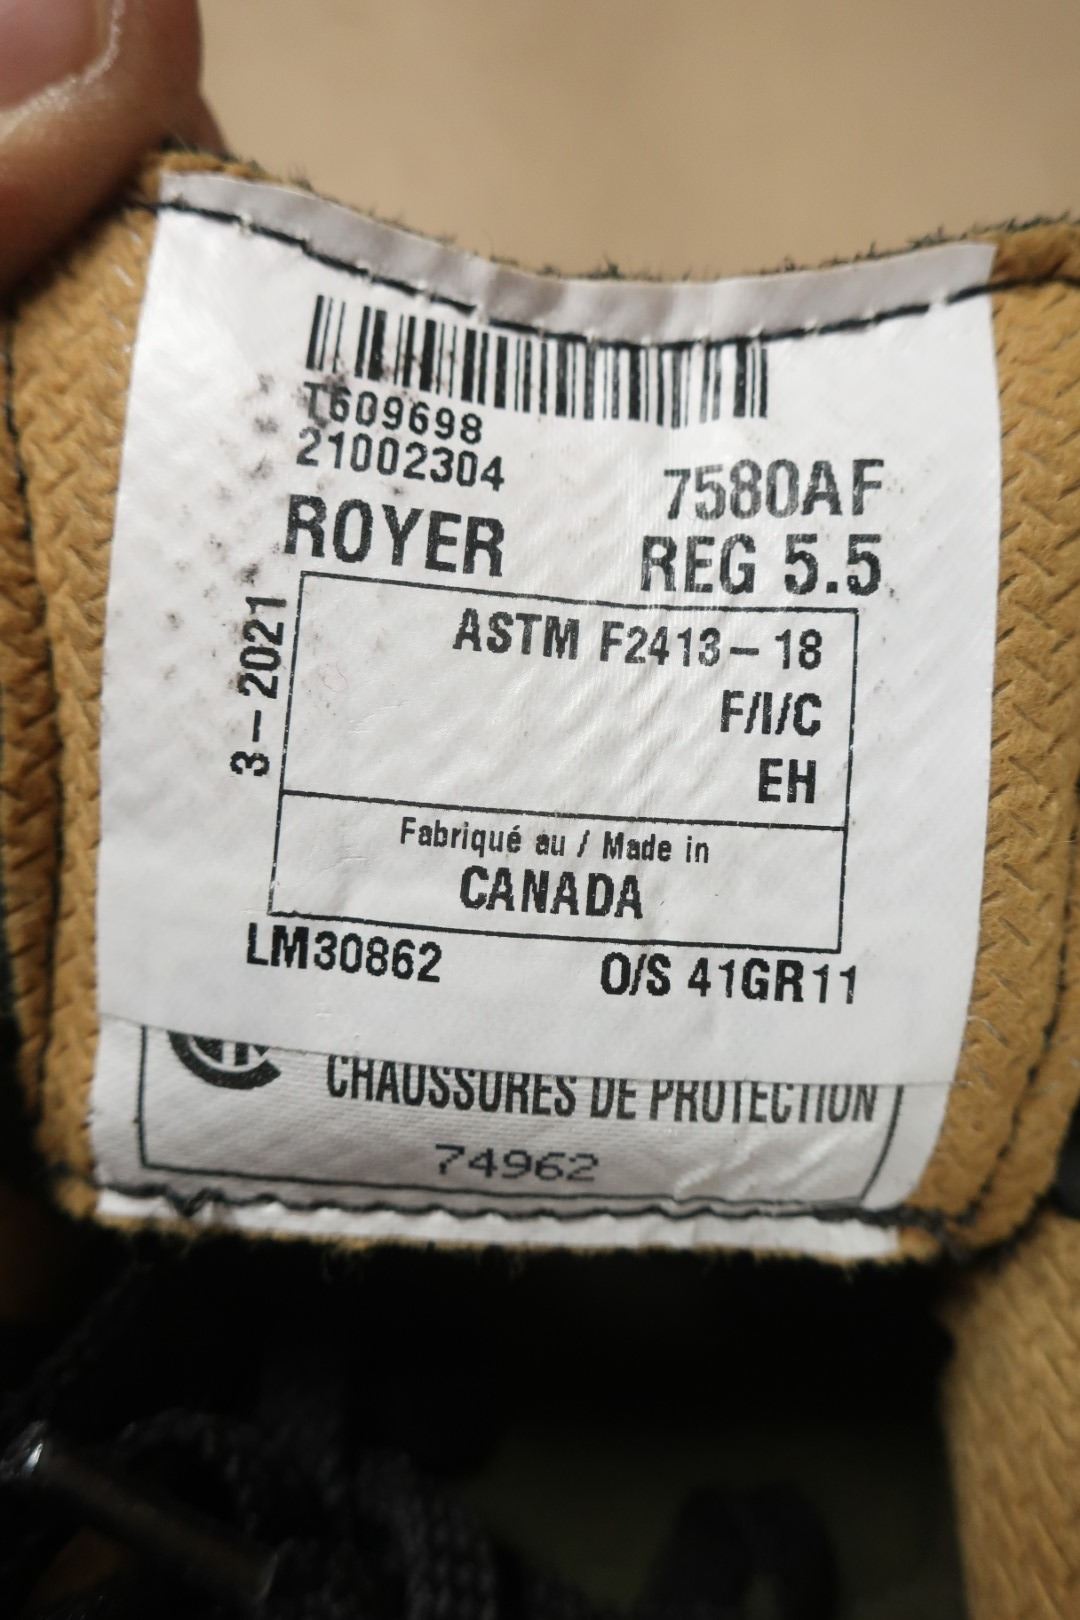 T609698
21002304
7580AF
ROYER
REG 5.5
3-2021
ASTM F2413-18
F/I/C
EH
Fabriqué au / Made in
CANADA
LM30862
O/S 41GR11
CHAUSSURES DE PROTECTION
74962